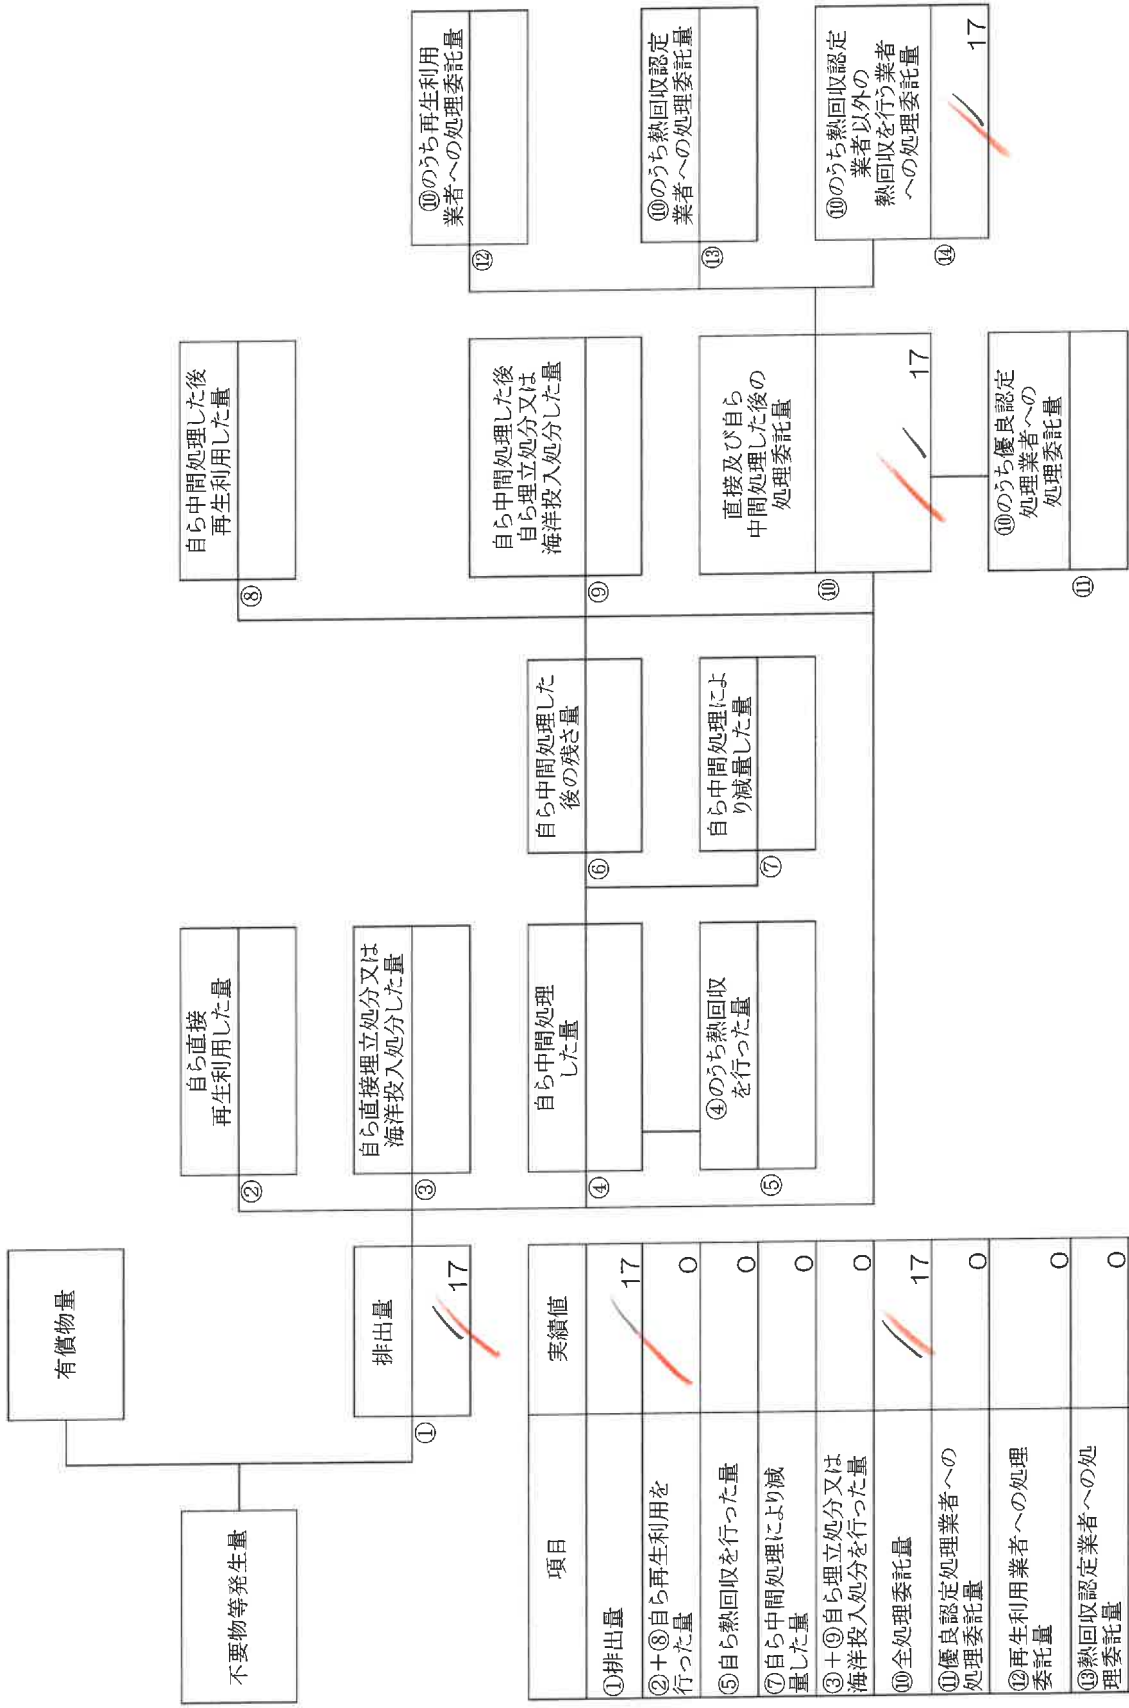 不要物等発生量
有償物量
排出量
①
17
自ら直接
再生利用した量
②
自ら直接埋立処分又は
海洋投入処分した量
③
自ら中間処理
した量
④
④のうち熱回収
を行った量
⑤
自ら中間処理した
後の残さ量
⑥
自ら中間処理によ
り減量した量
⑦
自ら中間処理した後
再生利用した量
⑧
自ら中間処理した後
自ら埋立処分又は
海洋投入処分した量
⑨
直接及び自ら
中間処理した後の
処理委託量
⑩
17
⑩のうち優良認定
処理業者への
処理委託量
⑪
⑩のうち再生利用
業者への処理委託量
⑫
⑩のうち熱回収認定
業者への処理委託量
⑬
⑩のうち熱回収認定
業者以外の
熱回収を行う業者
への処理委託量
⑭
17
項目 実績値
①排出量 17
②+⑧自ら再生利用を
行った量 0
⑤自ら熱回収を行った量 0
⑦自ら中間処理により減
量した量 0
③+⑨自ら埋立処分又は
海洋投入処分を行った量 0
⑩全処理委託量 17
⑪優良認定処理業者への
処理委託量 0
⑫再生利用業者への処理
委託量 0
⑬熱回収認定業者への処
理委託量 0